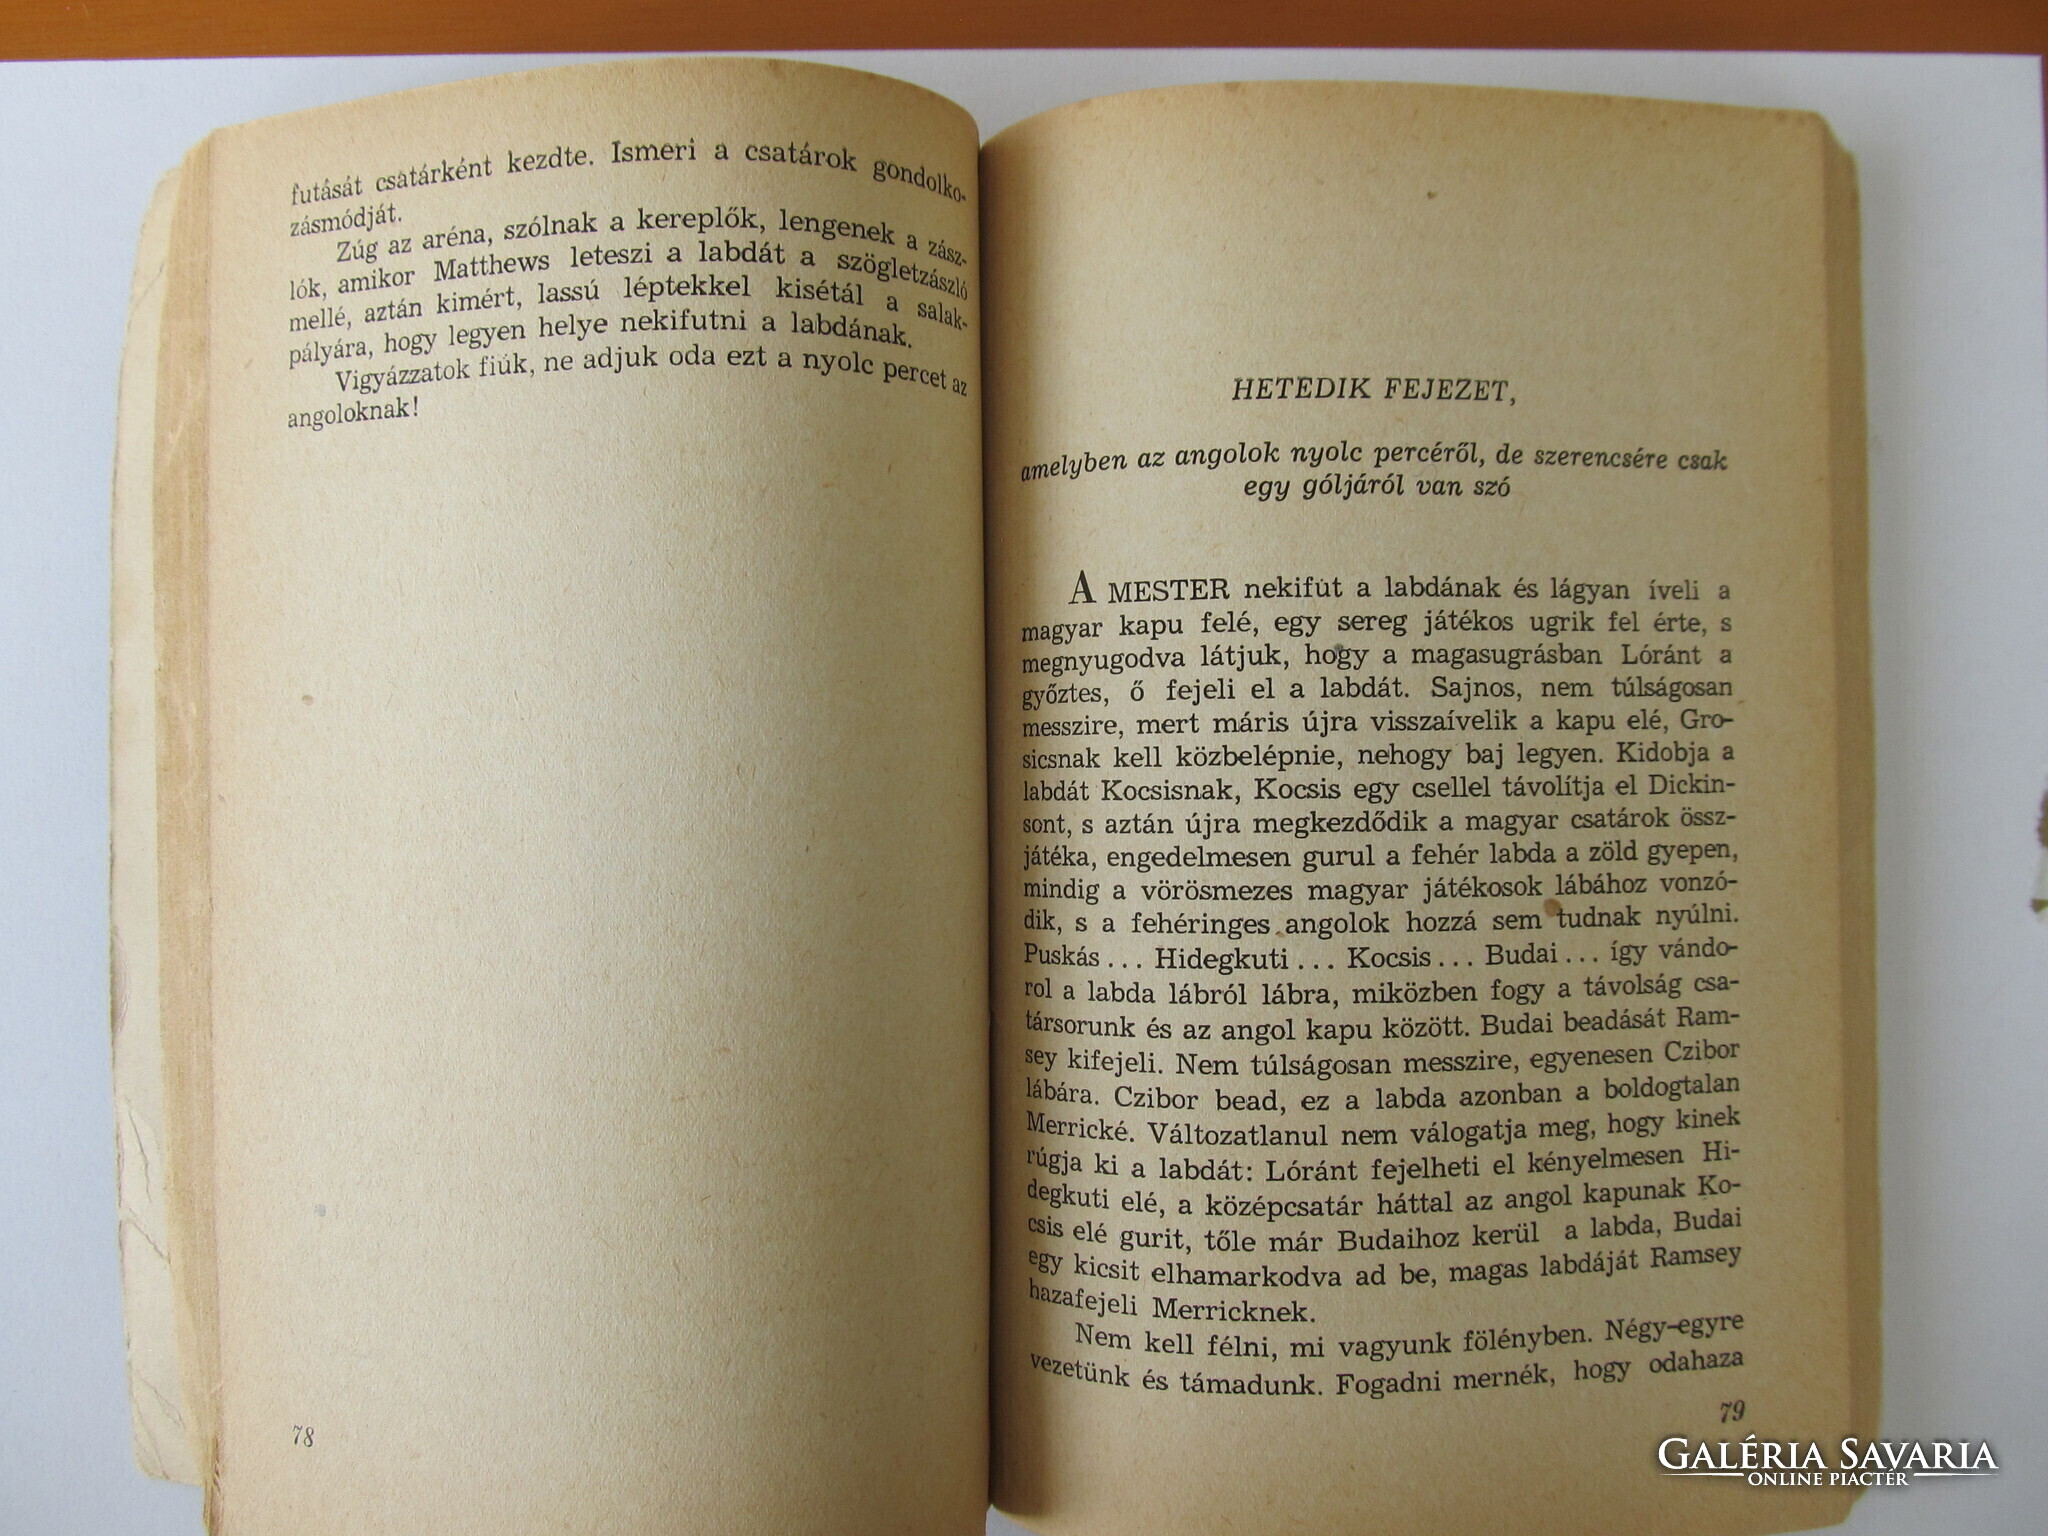 futását csatárként kezdte. Ismeri a csatárok gondolko-
zásmódját.
Zúg az aréna, szólnak a kereplők, lengenek a zász-
lók, amikor Matthews leteszi a labdát a szögletzászló
mellé, aztán kimért, lassú léptekkel kisétál a salak-
pályára, hogy legyen helye nekifutni a labdának.
Vigyázzatok fiúk, ne adjuk oda ezt a nyolc percet az
angoloknak!
78
HETEDIK FEJEZET,
amelyben az angolok nyolc percéről, de szerencsére csak
egy góljáról van szó
A MESTER nekifut a labdának és lágyan íveli a
magyar kapu felé, egy sereg játékos ugrik fel érte, s
megnyugodva látjuk, hogy a magasugrásban Lóránt a
győztes, ő fejeli el a labdát. Sajnos, nem túlságosan
messzire, mert máris újra visszaívelik a kapu elé, Gro-
sicsnak kell közbelépnie, nehogy baj legyen. Kidobja a
labdát Kocsisnak, Kocsis egy csellel távolítja el Dickin-
sont, s aztán újra megkezdődik a magyar csatárok össz-
játéka, engedelmesen gurul a fehér labda a zöld gyepen,
mindig a vörösmezes magyar játékosok lábához vonzó-
dik, s a fehéringes angolok hozzá sem tudnak nyúlni.
Puskás... Hidegkuti... Kocsis... Budai... így vándo-
rol a labda lábról lábra, miközben fogy a távolság csa-
társorunk és az angol kapu között. Budai beadását Ram-
sey kifejeli. Nem túlságosan messzire, egyenesen Czibor
lábára. Czibor bead, ez a labda azonban a boldogtalan
Merrické. Változatlanul nem válogatja meg, hogy kinek
rúgja ki a labdát: Lóránt fejelheti el kényelmesen Hi-
degkuti elé, a középcsatár háttal az angol kapunak Ko-
csis elé gurit, tőle már Budaihoz kerül a labda, Budai
egy kicsit elhamarkodva ad be, magas labdáját Ramsey
hazafejeli Merricknek.
Nem kell félni, mi vagyunk fölényben. Négy-egyre
vezetünk és támadunk. Fogadni mernék, hogy odahaza
79
GALÉRIA SAVARIA
ONLINE PIACTÉR